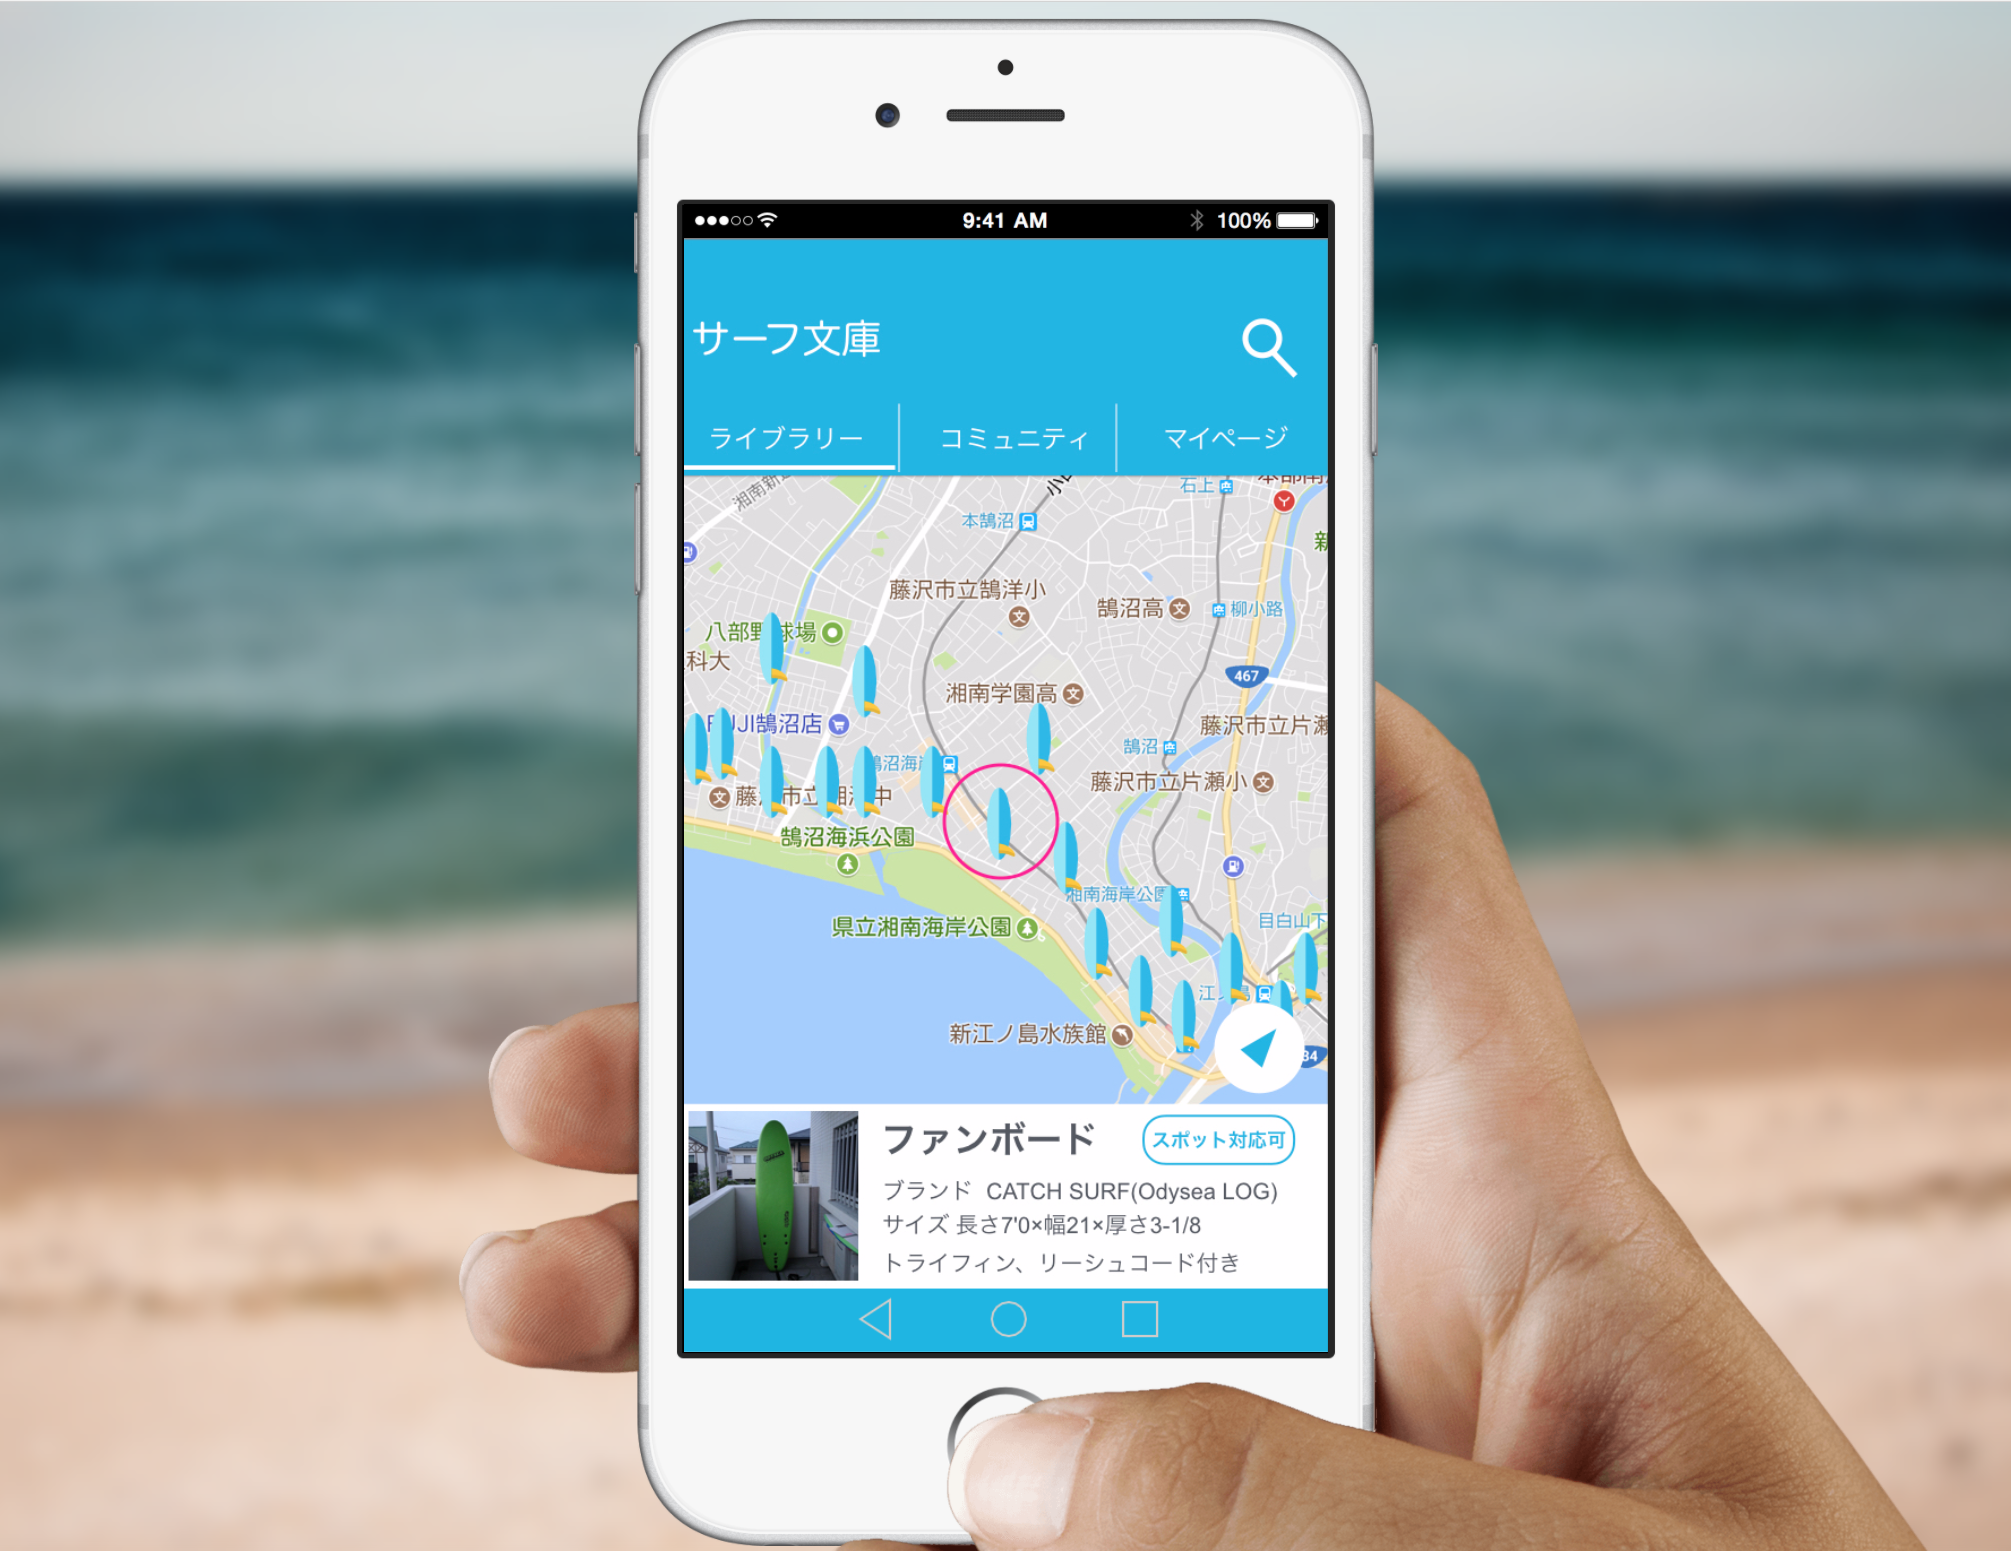 9:41 AM
100%
サーフ文庫
ライブラリー
コミュニティ
マイページ
湘南新
石上
本鵠沼
新
藤沢市立鵠洋小
鵠沼高
柳小路
八部野球場
科大
467
湘南学園高
FUJI鵠沼店
藤沢市立片瀬
鵠沼
鵠沼海岸
藤沢市立片瀬小
藤沢市立湘洋中
鵠沼海浜公園
湘南海岸公園
県立湘南海岸公園
目白山下
江ノ島
新江ノ島水族館
ファンボード
スポット対応可
ブランド CATCH SURF(Odysea LOG)
サイズ 長さ7'0×幅21×厚さ3-1/8
トライフィン、リーシュコード付き